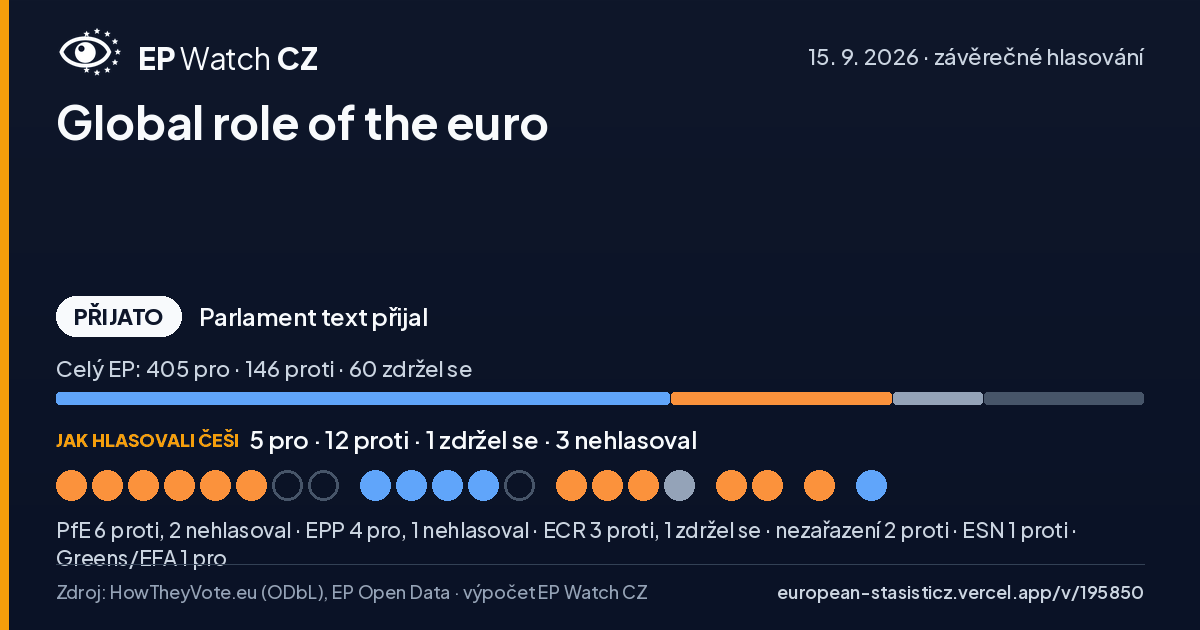 EP Watch CZ
15. 9. 2026 · závěrečné hlasování
Global role of the euro
PŘIJATO
Parlament text přijal
Celý EP: 405 pro · 146 proti · 60 zdržel se
JAK HLASOVALI ČEŠI 5 pro · 12 proti · 1 zdržel se · 3 nehlasoval
PfE 6 proti, 2 nehlasoval · EPP 4 pro, 1 nehlasoval · ECR 3 proti, 1 zdržel se · nezařazení 2 proti · ESN 1 proti ·
Greens/EFA 1 pro
Zdroj: HowTheyVote.eu (ODbL), EP Open Data · výpočet EP Watch CZ
european-stasisticz.vercel.app/v/195850